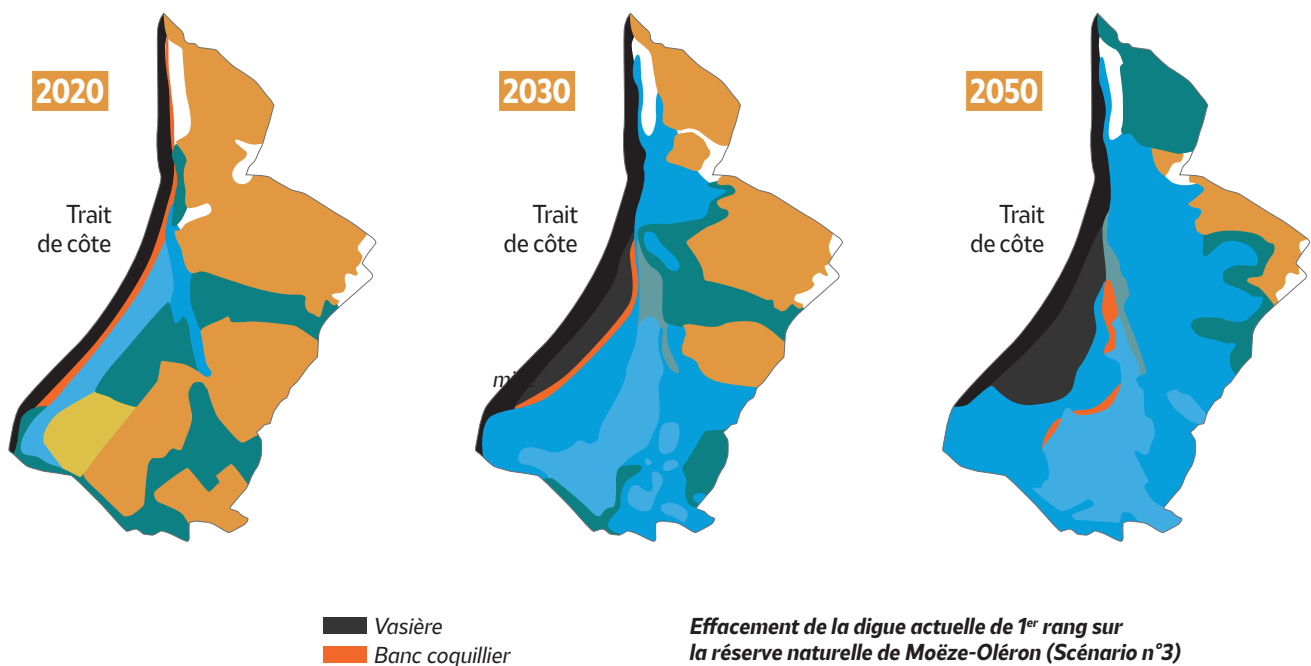 2020
2030
2050
Trait
de côte
Trait
de côte
Trait
de côte
Vasière
Banc coquillier
Effacement de la digue actuelle de 1er rang sur
la réserve naturelle de Moëze-Oléron (Scénario n°3)